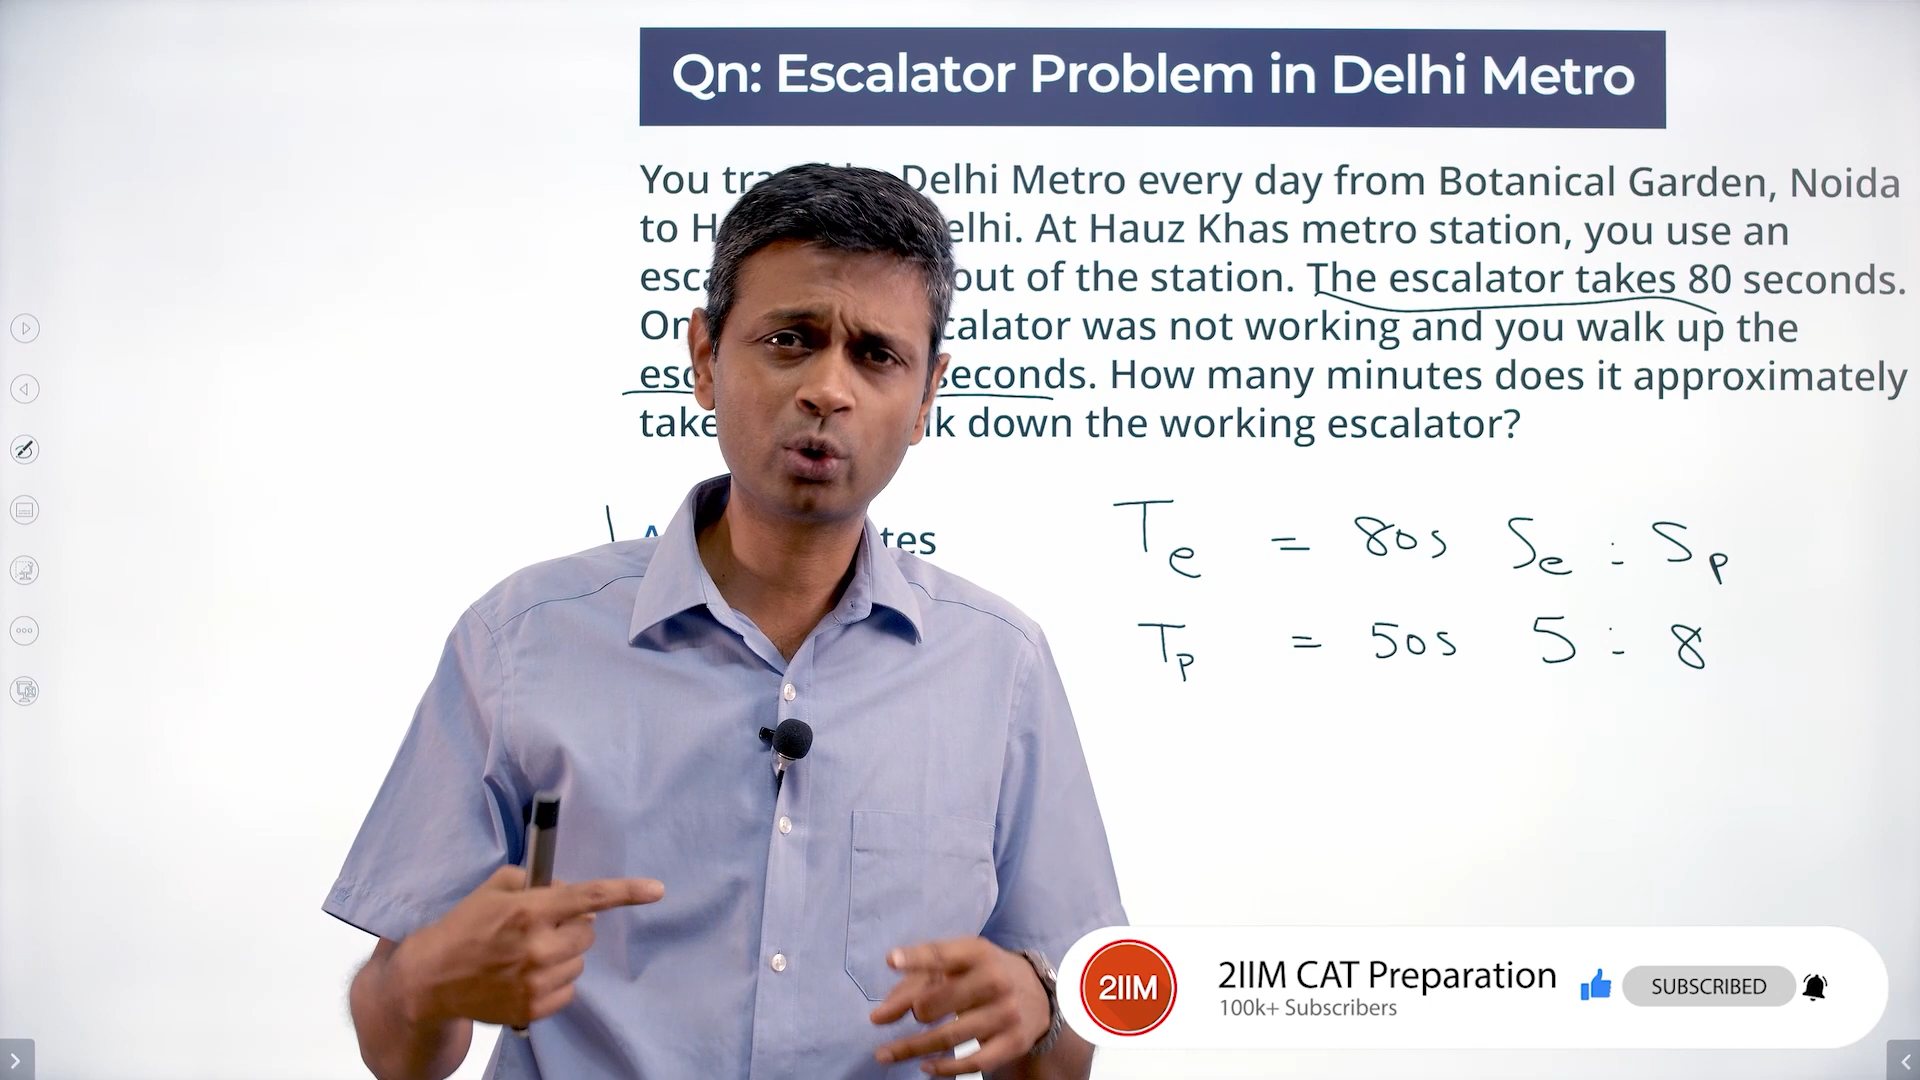 Qn: Escalator Problem in Delhi Metro
You Delhi Metro every day from Botanical Garden, Noida
to elhi. At Hauz Khas metro station, you use an
out of the station. The escalator takes 80 seconds.
On calator was not working and you walk up the
esc seconds. How many minutes does it approximately
take lk down the working escalator?
tes
Te = 80s Se : Sp
Tp = 50s 5 : 8
2IIM
2IIM CAT Preparation
100k+ Subscribers
SUBSCRIBED